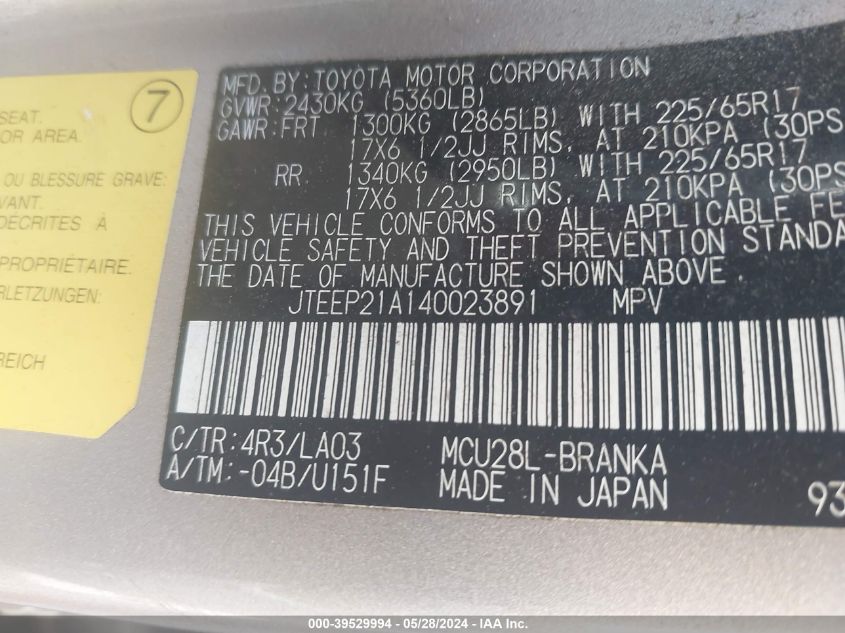 7
SEAT.
OR AREA.
OU BLESSURE GRAVE:
VANT.
DÉCRITES À
PROPRIÉTAIRE.
RLETZUNGEN
REICH
MFD. BY: TOYOTA MOTOR CORPORATION
GVWR: 2430KG (5360LB)
GAWR: FRT 1300KG (2865LB) WITH 225/65R17
17X6 1/2JJ RIMS, AT 210KPA (30PS
RR 1340KG (2950LB) WITH 225/65R17
17X6 1/2JJ RIMS, AT 210KPA (30PS
THIS VEHICLE CONFORMS TO ALL APPLICABLE FE
VEHICLE SAFETY AND THEFT PREVENTION STANDA
THE DATE OF MANUFACTURE SHOWN ABOVE.
JTEEP21A140023891 MPV
C/TR: 4R3/LA03 MCU28L-BRANKA
A/TM: -04B/U151F MADE IN JAPAN 93
000-39529994 - 05/28/2024 - IAA Inc.